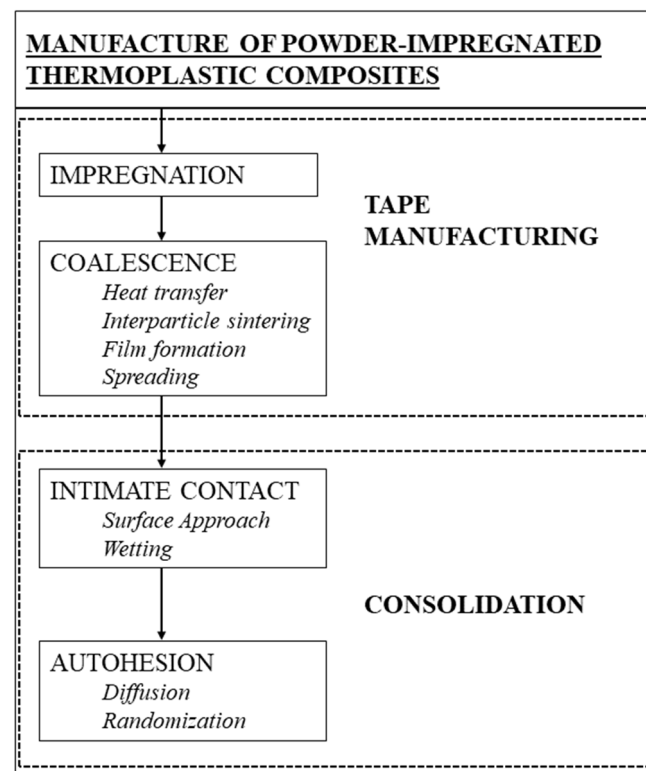 MANUFACTURE OF POWDER-IMPREGNATED
THERMOPLASTIC COMPOSITES
IMPREGNATION
TAPE
MANUFACTURING
COALESCENCE
Heat transfer
Interparticle sintering
Film formation
Spreading
INTIMATE CONTACT
Surface Approach
Wetting
CONSOLIDATION
AUTOHESION
Diffusion
Randomization